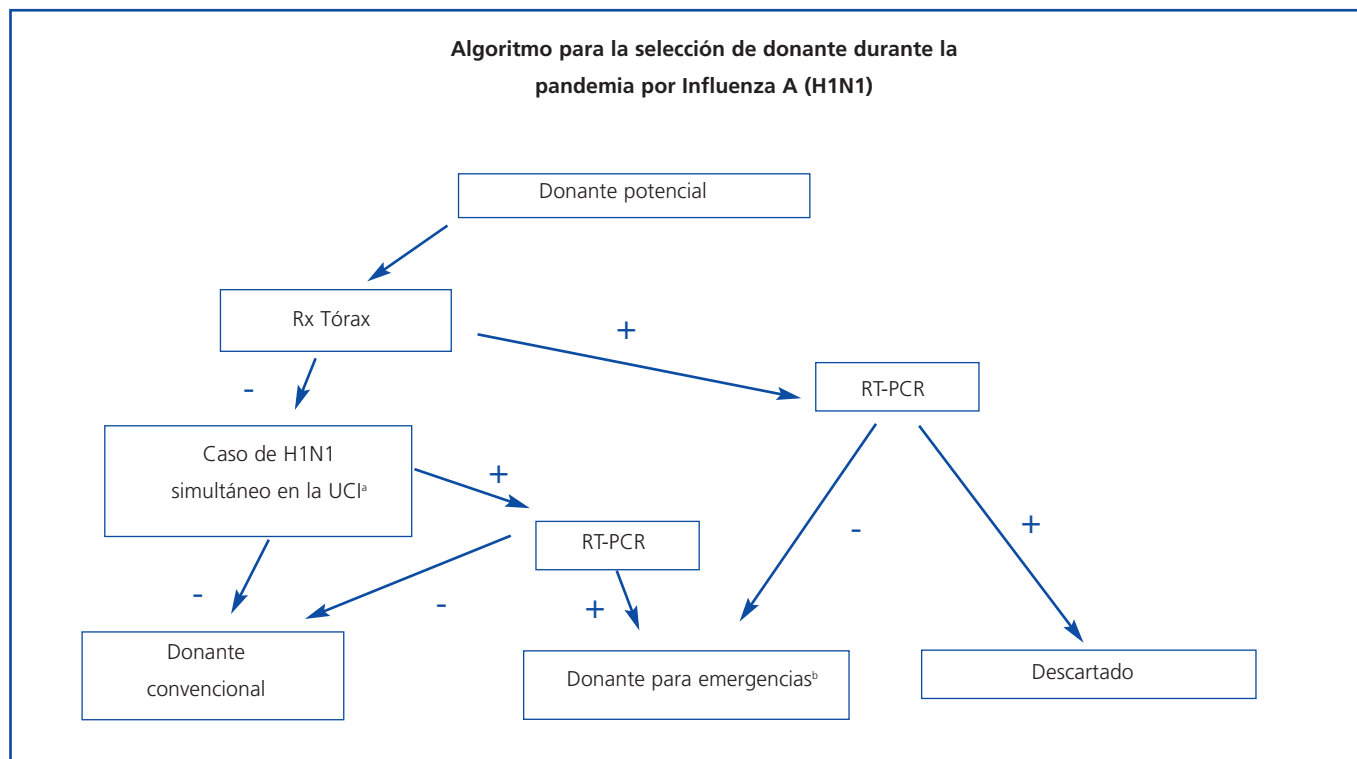 Algoritmo para la selección de donante durante la
pandemia por Influenza A (H1N1)
Donante potencial
Rx Tórax
+
-
RT-PCR
Caso de H1N1
simultáneo en la UCIᵃ
+
RT-PCR
-
+
-
-
+
Donante
convencional
Donante para emergenciasᵇ
Descartado